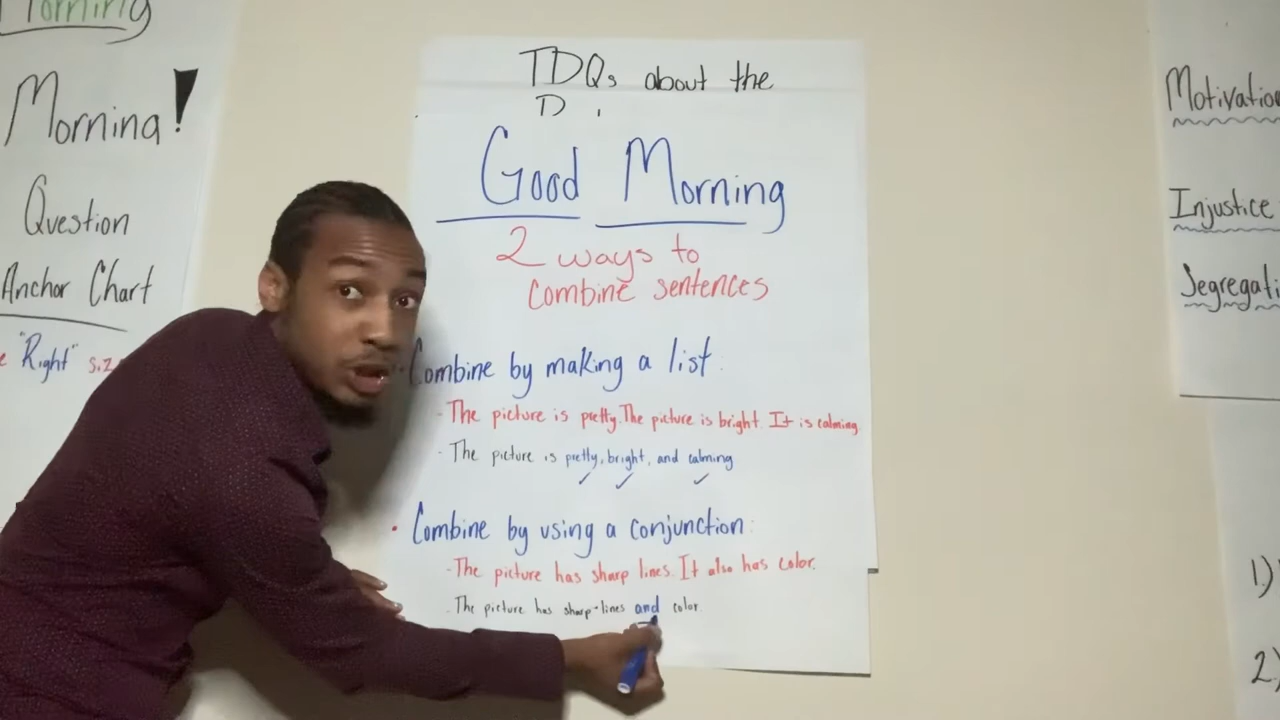 Morning
Morning!
Question
Anchor Chart
"Right"
TDQs about the
Good Morning
2 ways to
combine sentences
Combine by making a list:
- The picture is pretty. The picture is bright. It is calming
- The picture is pretty, bright, and calming
• Combine by using a conjunction:
- The picture has sharp lines. It also has color.
- The picture has sharp lines and color.
Injustice
1.)
2.)